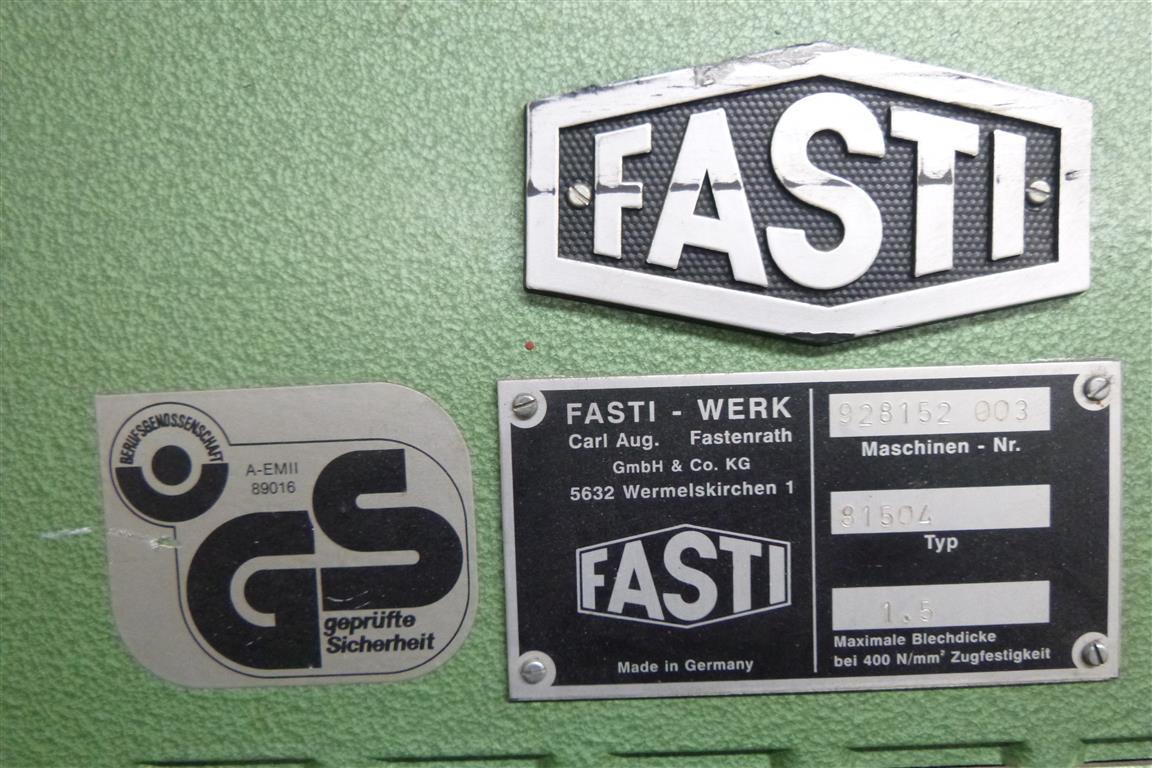 FASTI
BERUFSGENOSSENSCHAFT
A-EMII
89016
GS
geprüfte
Sicherheit
FASTI - WERK
Carl Aug. Fastenrath
GmbH & Co. KG
5632 Wermelskirchen 1
FASTI
Made in Germany
928152 003
Maschinen - Nr.
81504
Typ
1.5
Maximale Blechdicke
bei 400 N/mm² Zugfestigkeit